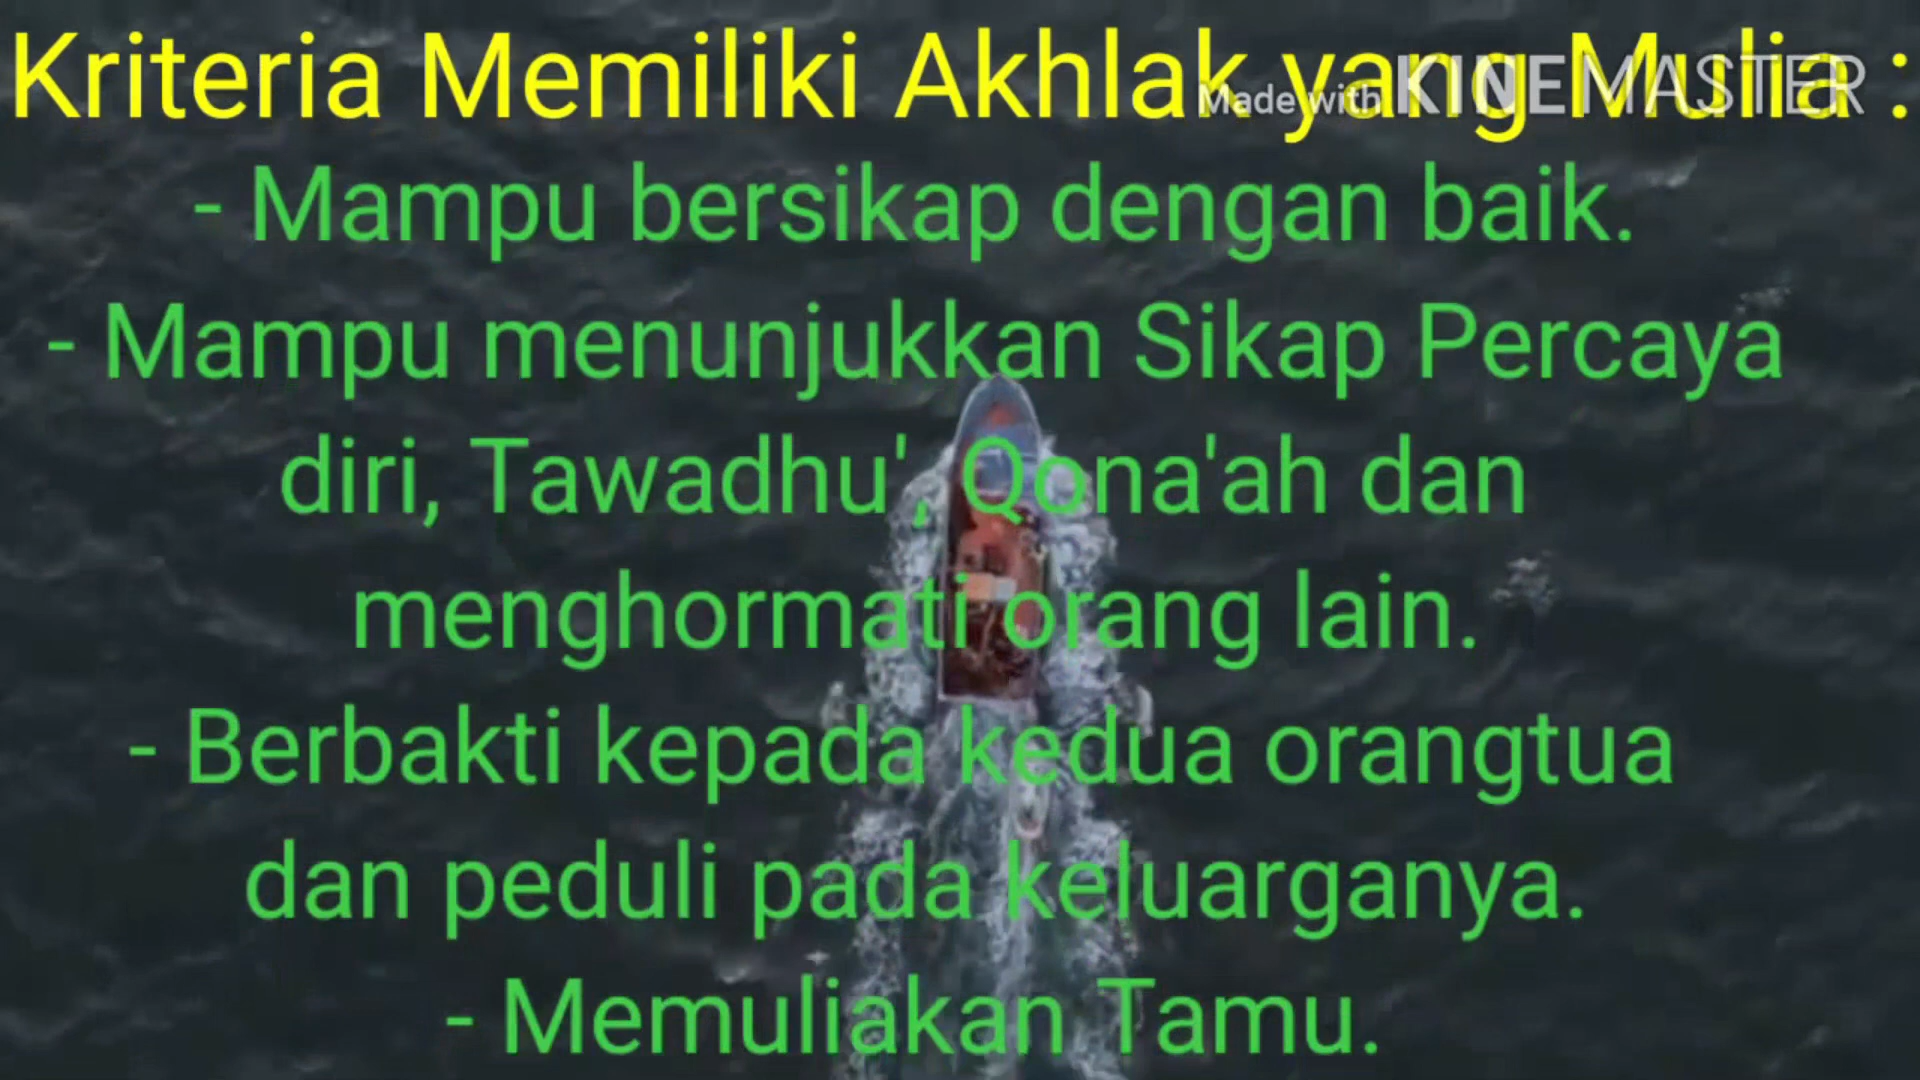 Kriteria Memiliki Akhlak yang Mulia :
Made with KINEMASTER
- Mampu bersikap dengan baik.
- Mampu menunjukkan Sikap Percaya
diri, Tawadhu', Qona'ah dan
menghormati orang lain.
- Berbakti kepada kedua orangtua
dan peduli pada keluarganya.
- Memuliakan Tamu.